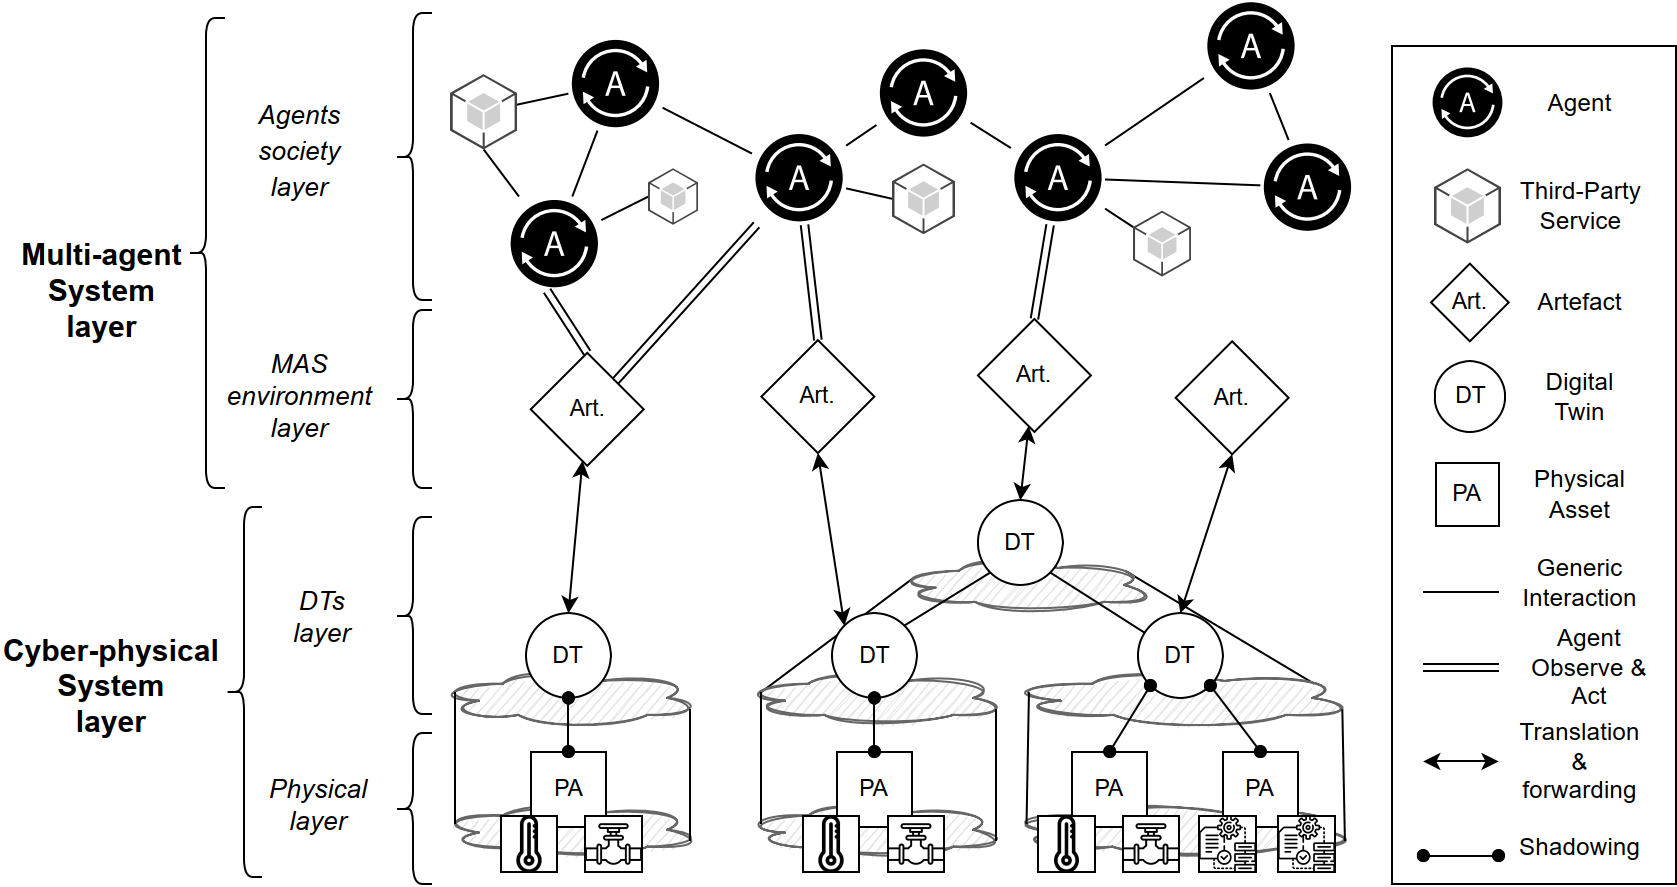 A
A
A
A
A
A
A
Agents
society
layer
Multi-agent
System
layer
MAS
environment
layer
Art.
Art.
Art.
Art.
DTs
layer
DT
DT
DT
DT
Cyber-physical
System
layer
Physical
layer
PA
PA
PA
PA
A
Agent
Third-Party
Service
Art.
Artefact
DT
Digital
Twin
PA
Physical
Asset
Generic
Interaction
Agent
Observe &
Act
Translation
&
forwarding
Shadowing